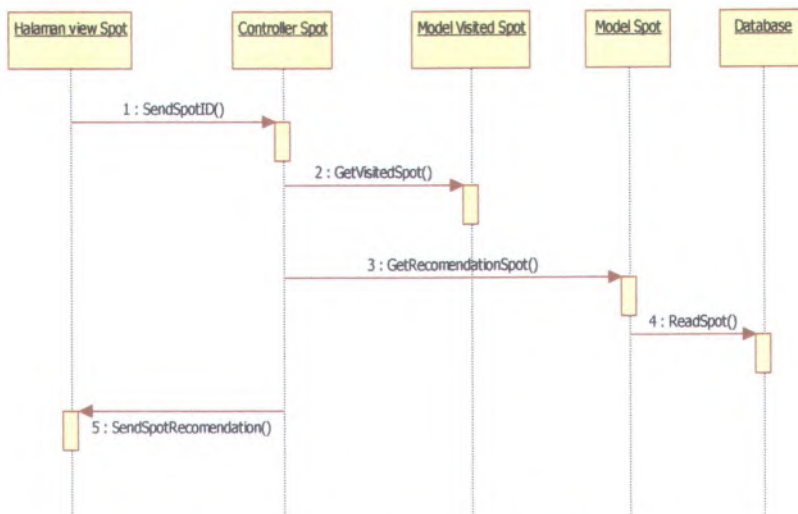 Halaman view Spot
Controller Spot
Model Visited Spot
Model Spot
Database
1 : SendSpotID()
2 : GetVisitedSpot()
3 : GetRecomendationSpot()
4 : ReadSpot()
5 : SendSpotRecomendation()